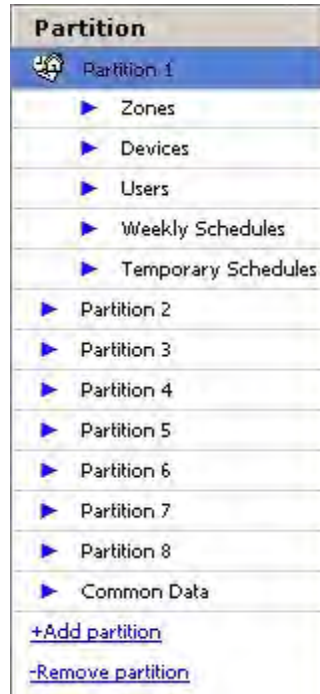 Partition
Partition 1
Zones
Devices
Users
Weekly Schedules
Temporary Schedules
Partition 2
Partition 3
Partition 4
Partition 5
Partition 6
Partition 7
Partition 8
Common Data
+Add partition
-Remove partition